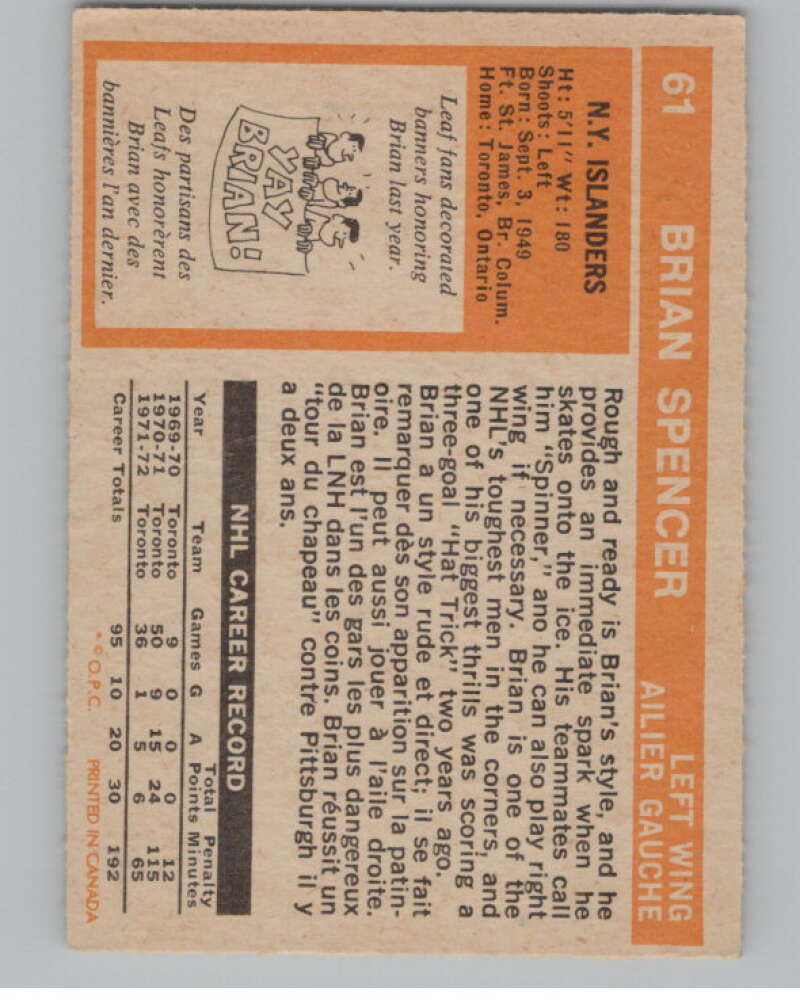 61 BRIAN SPENCER LEFT WING
AILIER GAUCHE
N.Y. ISLANDERS
Ht: 5'11" Wt: 180
Shoots: Left
Born: Sept. 3, 1949
Ft. St. James, Br. Colum.
Home: Toronto, Ontario
Leaf fans decorated
banners honoring
Brian last year.
YAY
BRIAN!
Des partisans des
Leafs honorèrent
Brian avec des
bannières l'an dernier.
Rough and ready is Brian's style, and he
provides an immediate spark when he
skates onto the ice. His teammates call
him "Spinner," ano he can also play right
wing if necessary. Brian is one of the
NHL's toughest men in the corners, and
one of his biggest thrills was scoring a
three-goal "Hat Trick" two years ago.
Brian a un style rude et direct; il se fait
remarquer dès son apparition sur la patin-
oire. Il peut aussi jouer à l'aile droite.
Brian est l'un des gars les plus dangereux
de la LNH dans les coins. Brian réussit un
"tour du chapeau" contre Pittsburgh il y
a deux ans.
NHL CAREER RECORD
Total Penalty
Year Team Games G A Points Minutes
1969-70 Toronto 9 0 0 0 12
1970-71 Toronto 50 9 15 24 115
1971-72 Toronto 36 1 5 6 65
Career Totals 95 10 20 30 192
* © O.P.C. PRINTED IN CANADA